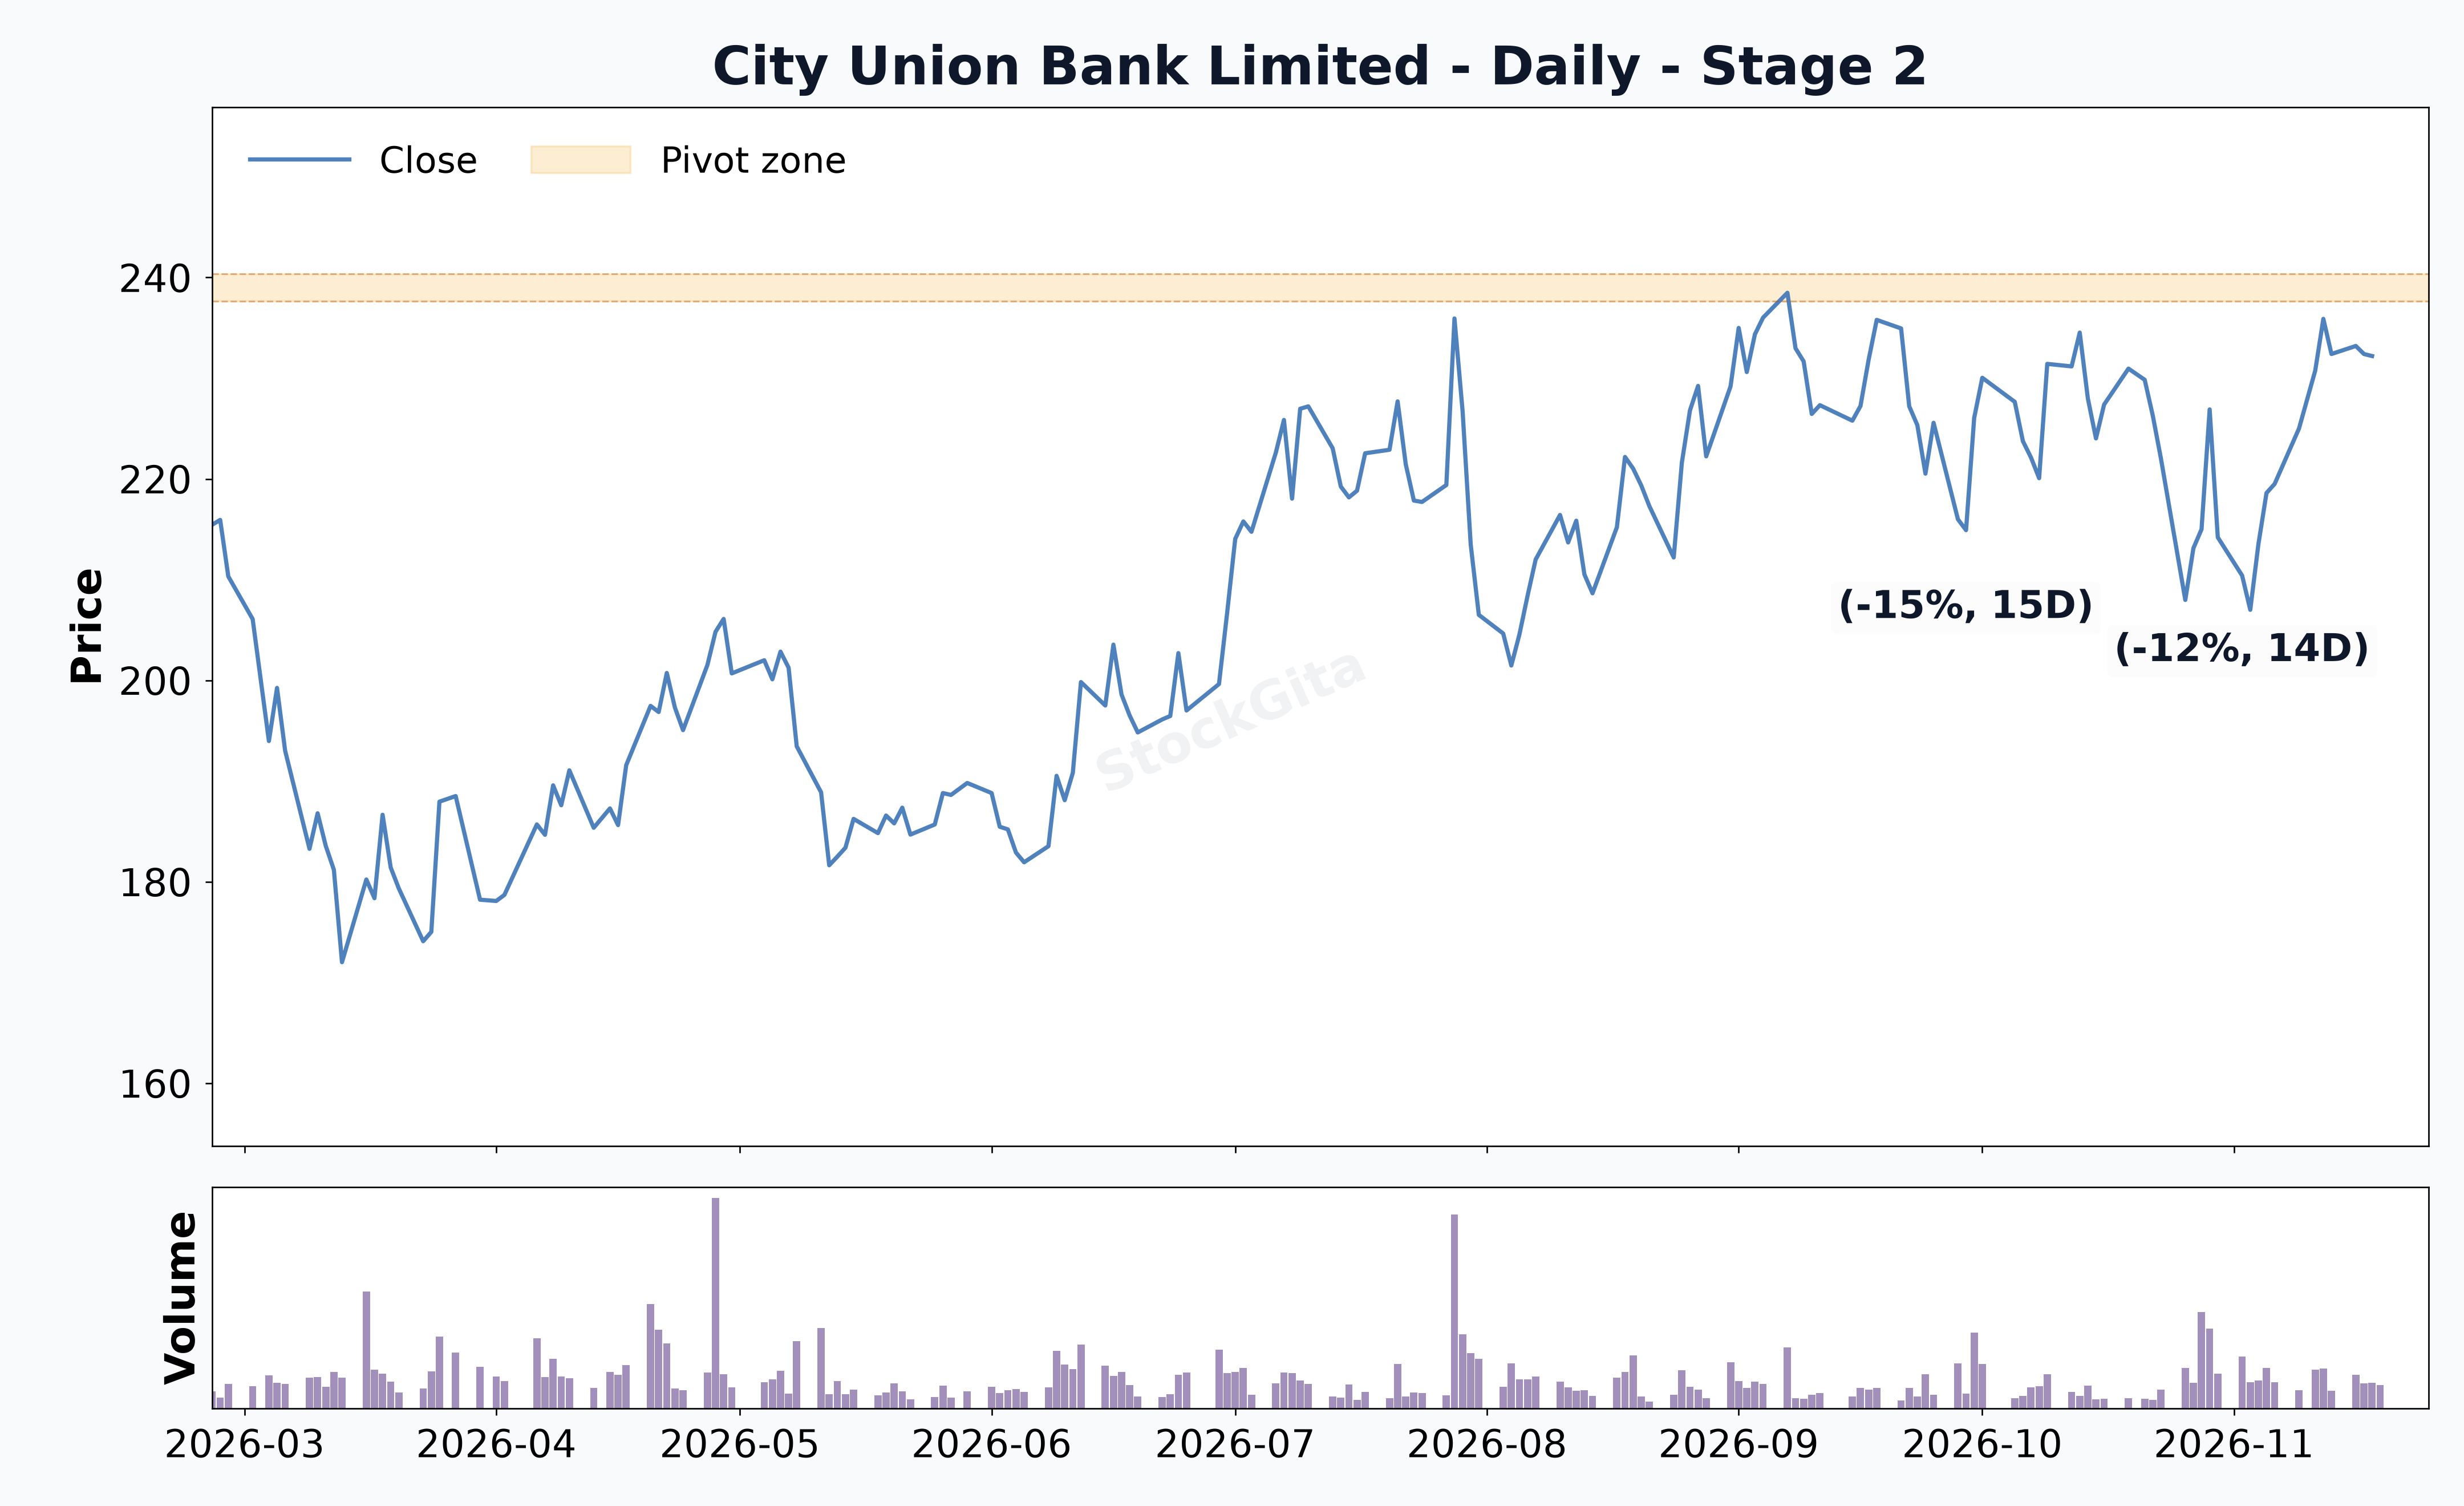 City Union Bank Limited - Daily - Stage 2
Close
Pivot zone
240
220
200
180
160
Price
(-15%, 15D)
(-12%, 14D)
StockGita
Volume
2026-03
2026-04
2026-05
2026-06
2026-07
2026-08
2026-09
2026-10
2026-11